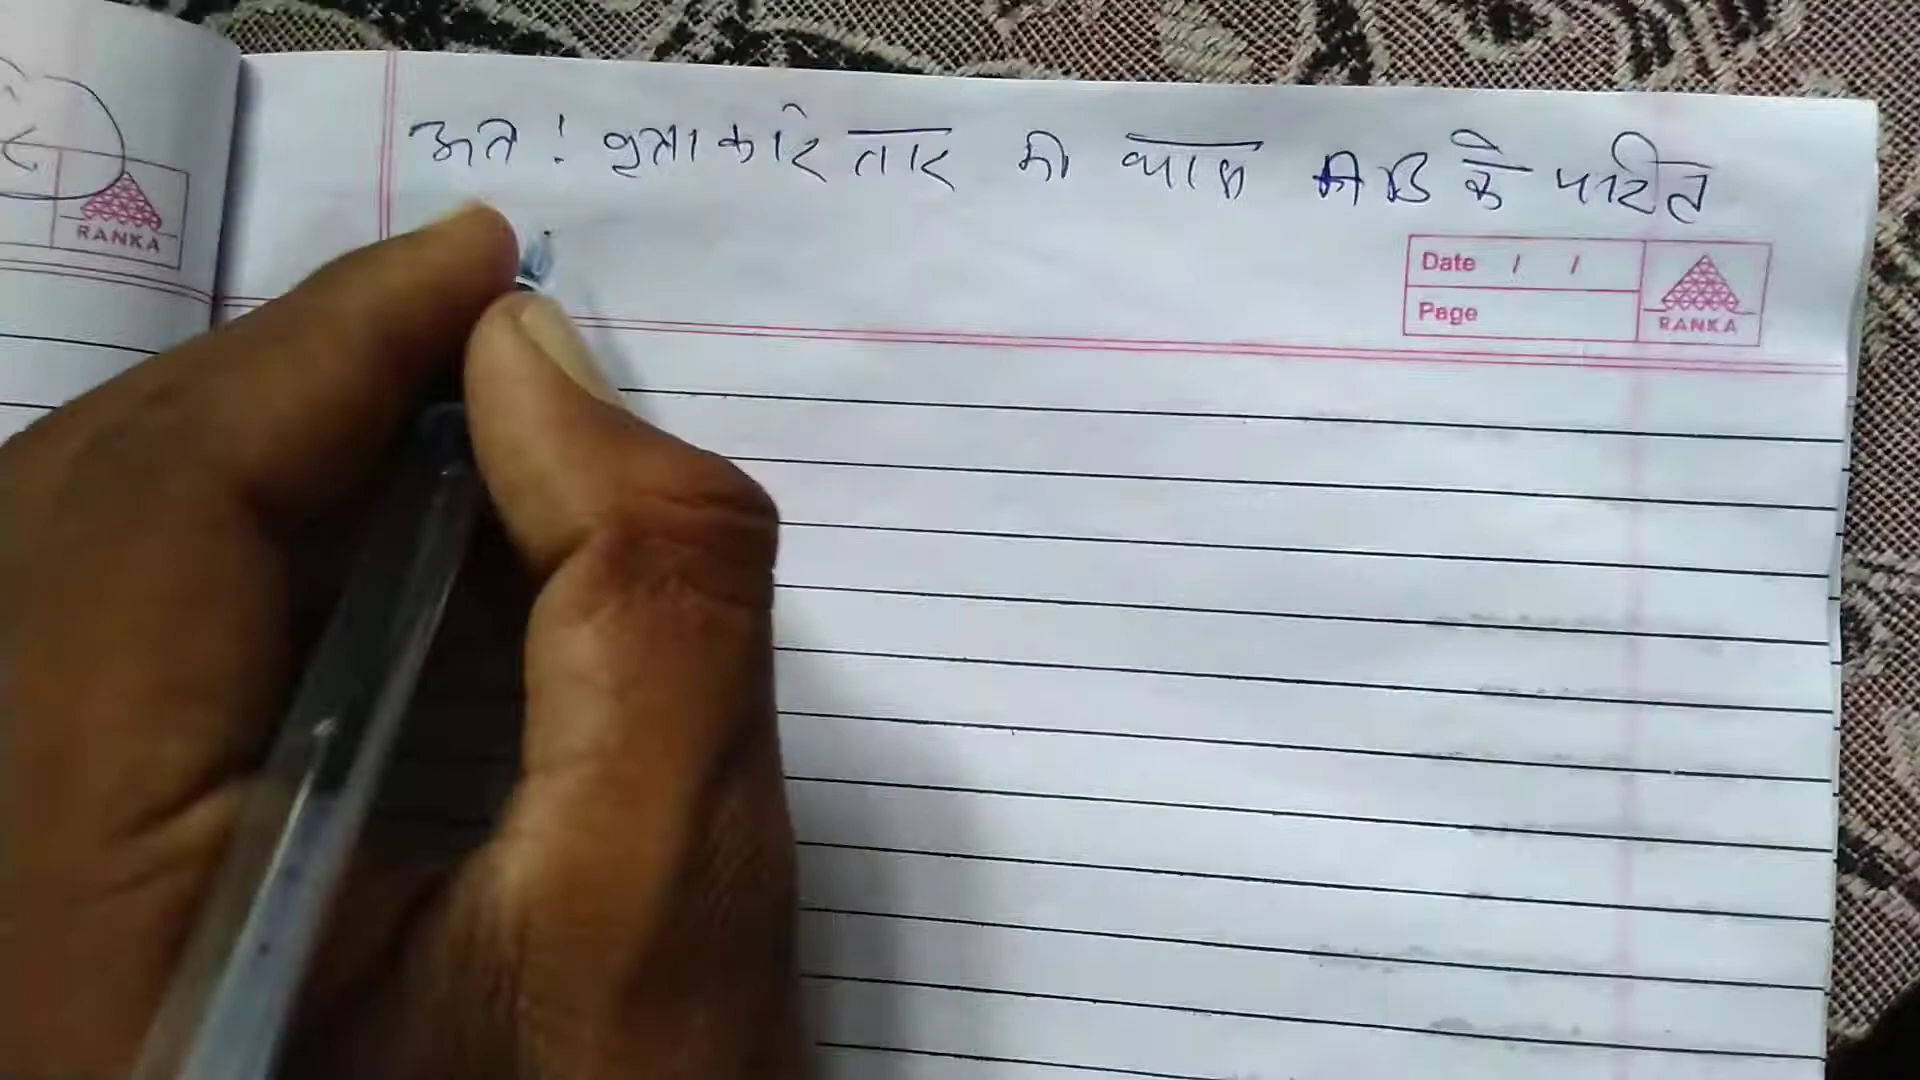 RANKA
अत : वृत्ताकार तार की व्यास AB के परित
Date / /
Page
RANKA